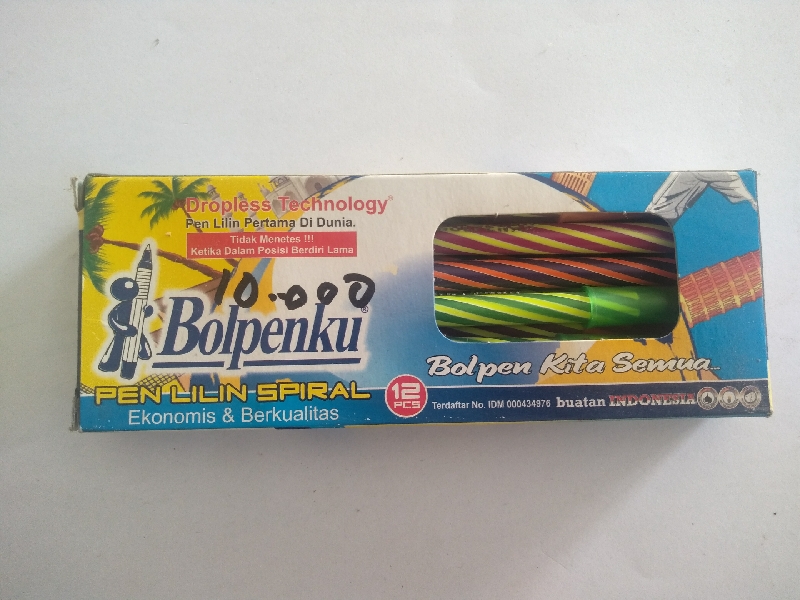 Dropless Technology®
Pen Lilin Pertama Di Dunia.
Tidak Menetes !!!
Ketika Dalam Posisi Berdiri Lama
10.000
Bolpenku®
PEN LILIN SPIRAL
Ekonomis & Berkualitas
12
PCS
Bolpen Kita Semua...
Terdaftar No. IDM 000434976 buatan INDONESIA